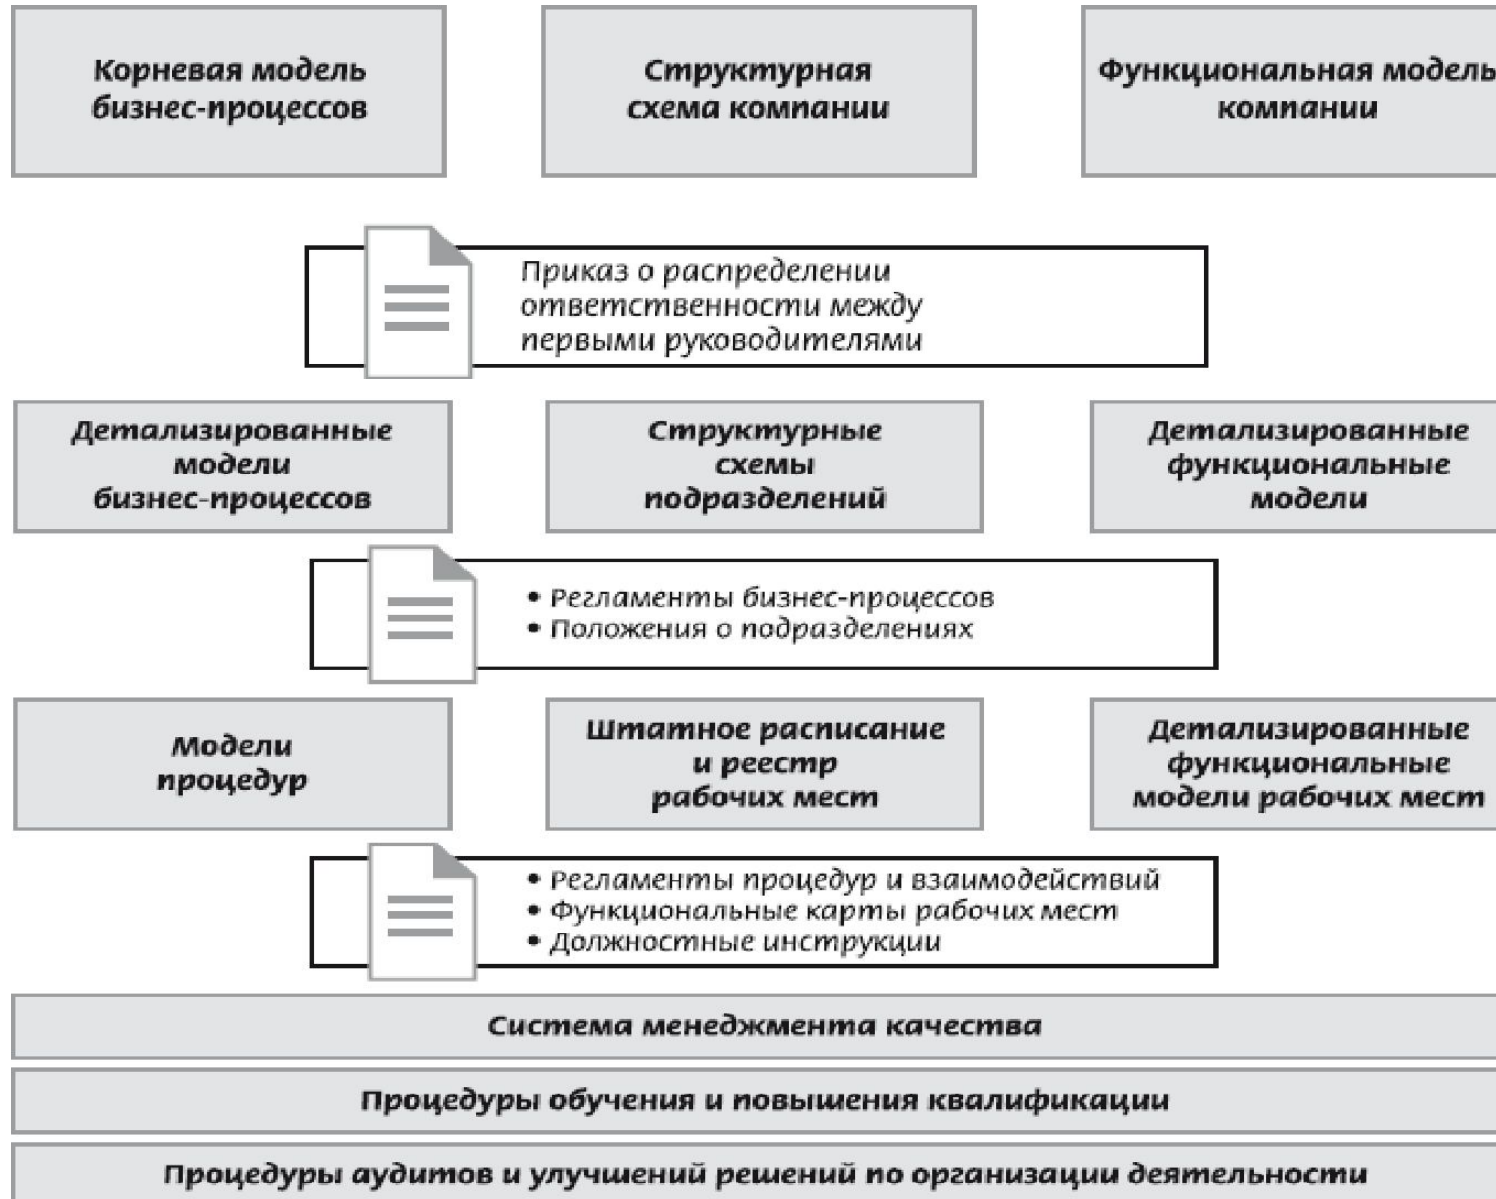 Корневая модель
бизнес-процессов
Структурная
схема компании
Функциональная модель
компании
Приказ о распределении
ответственности между
первыми руководителями
Детализированные
модели
бизнес-процессов
Структурные
схемы
подразделений
Детализированные
функциональные
модели
• Регламенты бизнес-процессов
• Положения о подразделениях
Модели
процедур
Штатное расписание
и реестр
рабочих мест
Детализированные
функциональные
модели рабочих мест
• Регламенты процедур и взаимодействий
• Функциональные карты рабочих мест
• Должностные инструкции
Система менеджмента качества
Процедуры обучения и повышения квалификации
Процедуры аудитов и улучшений решений по организации деятельности